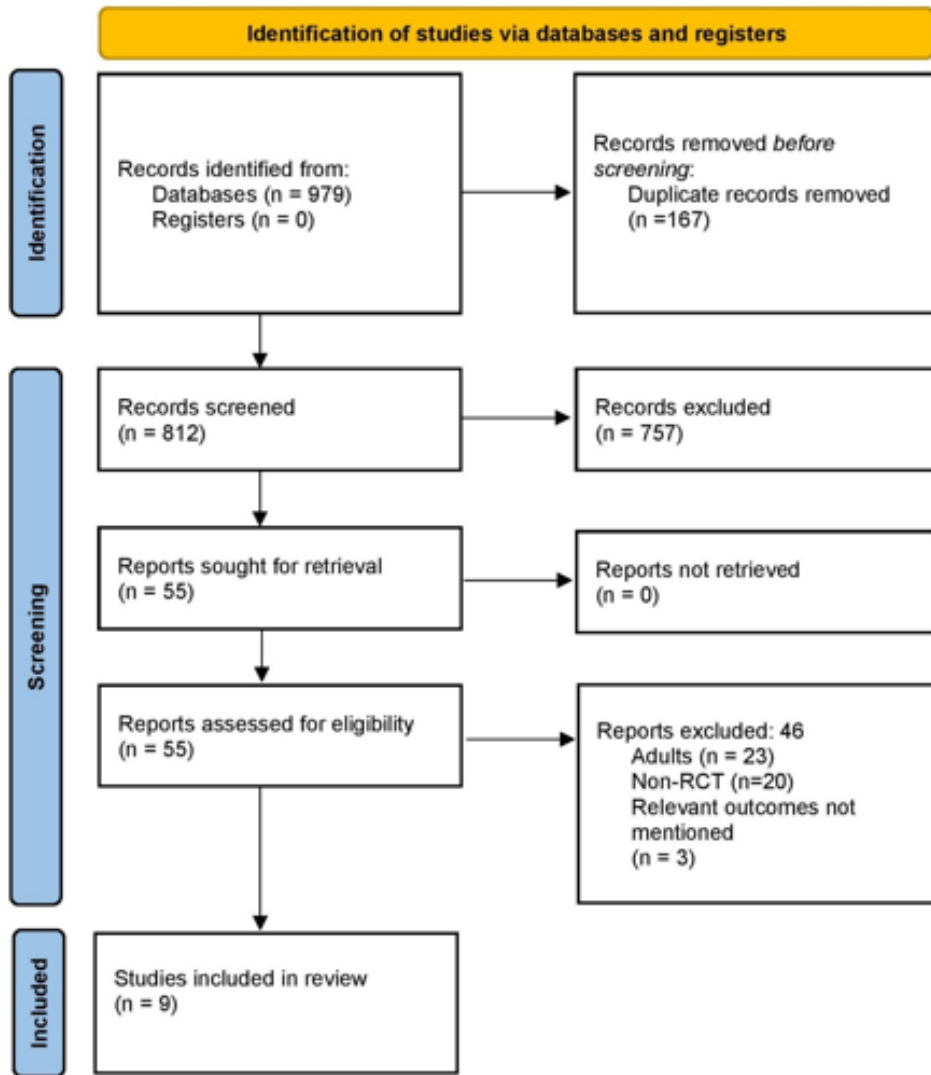 Identification of studies via databases and registers
Identification
Records identified from:
Databases (n = 979)
Registers (n = 0)
Records removed before
screening:
Duplicate records removed
(n =167)
Screening
Records screened
(n = 812)
Records excluded
(n = 757)
Reports sought for retrieval
(n = 55)
Reports not retrieved
(n = 0)
Reports assessed for eligibility
(n = 55)
Reports excluded: 46
Adults (n = 23)
Non-RCT (n=20)
Relevant outcomes not
mentioned
(n = 3)
Included
Studies included in review
(n = 9)